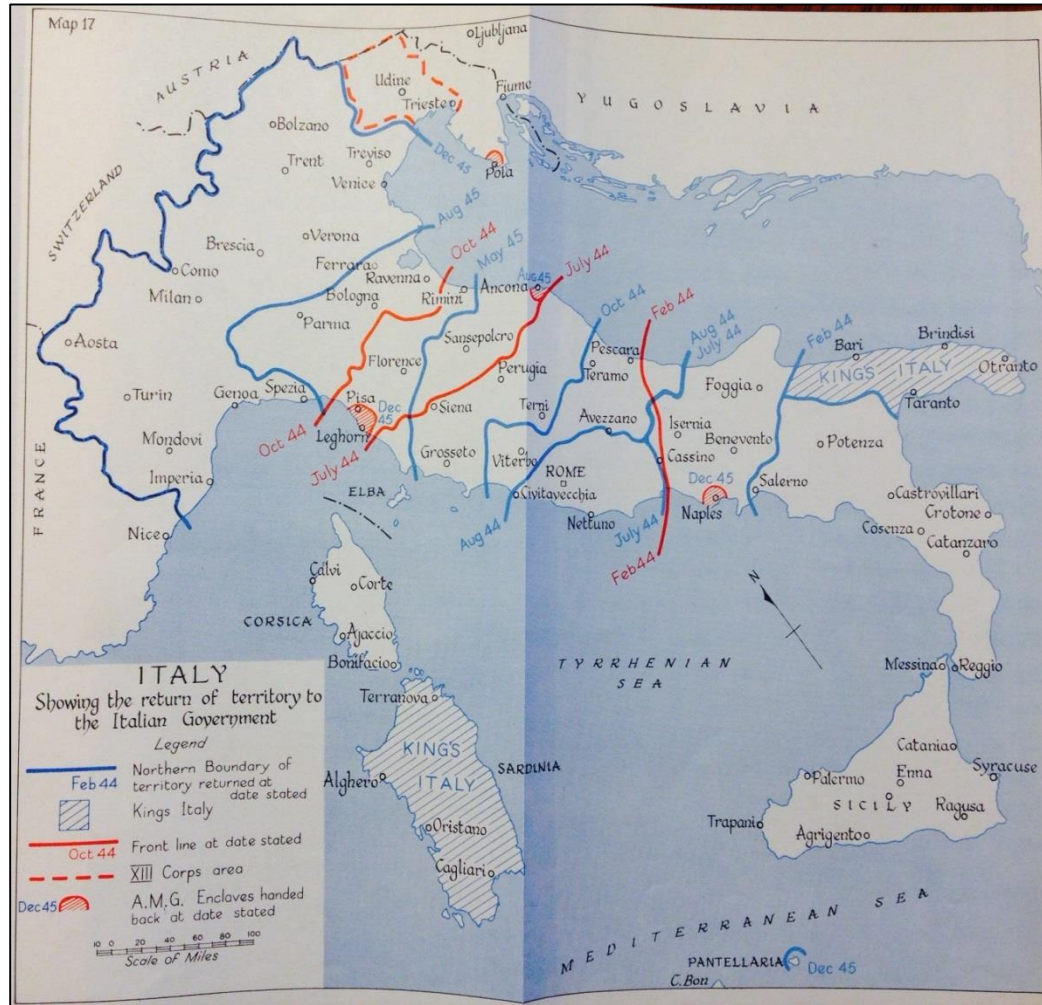 Map 17
AUSTRIA
Ljubljana
Udine
Trieste
Fiume
YUGOSLAVIA
Bolzano
Trent
Treviso
Venice
Dec 45
Pola
SWITZERLAND
Aug 45
Oct 44
May 45
Verona
Brescia
Como
Milan
Ferrara
Ravenna
Bologna
Rimini
Ancona
Aug 45
July 44
Oct 44
Feb 44
Aug 44
July 44
Feb 44
Parma
Aosta
Sansepolcro
Florence
Perugia
Pescara
Teramo
Foggia
Bari
Brindisi
Otranto
KING'S ITALY
Taranto
Turin
Genoa
Spezia
Pisa
Dec 45
Leghorn
Siena
Terni
Avezzano
Isernia
Benevento
Potenza
Mondovi
Imperia
Oct 44
July 44
Grosseto
Viterbo
ROME
Civitavecchia
Cassino
Dec 45
Naples
Salerno
Castrovillari
Crotone
Cosenza
Catanzaro
FRANCE
Nice
ELBA
Aug 44
Nettuno
July 44
Feb 44
Calvi
Corte
CORSICA
Ajaccio
Bonifacio
N
TYRRHENIAN
SEA
Messina
Reggio
Terranova
KING'S
ITALY
SARDINIA
Alghero
Oristano
Cagliari
Catania
Palermo
Enna
Syracuse
SICILY
Trapani
Ragusa
Agrigento
MEDITERRANEAN SEA
PANTELLARIA
Dec 45
C. Bon
ITALY
Showing the return of territory to
the Italian Government
Legend
Feb 44
Northern Boundary of
territory returned at
date stated
Kings Italy
Oct 44
Front line at date stated
XIII Corps area
Dec 45
A.M.G. Enclaves handed
back at date stated
10 0 20 40 60 80 100
Scale of Miles